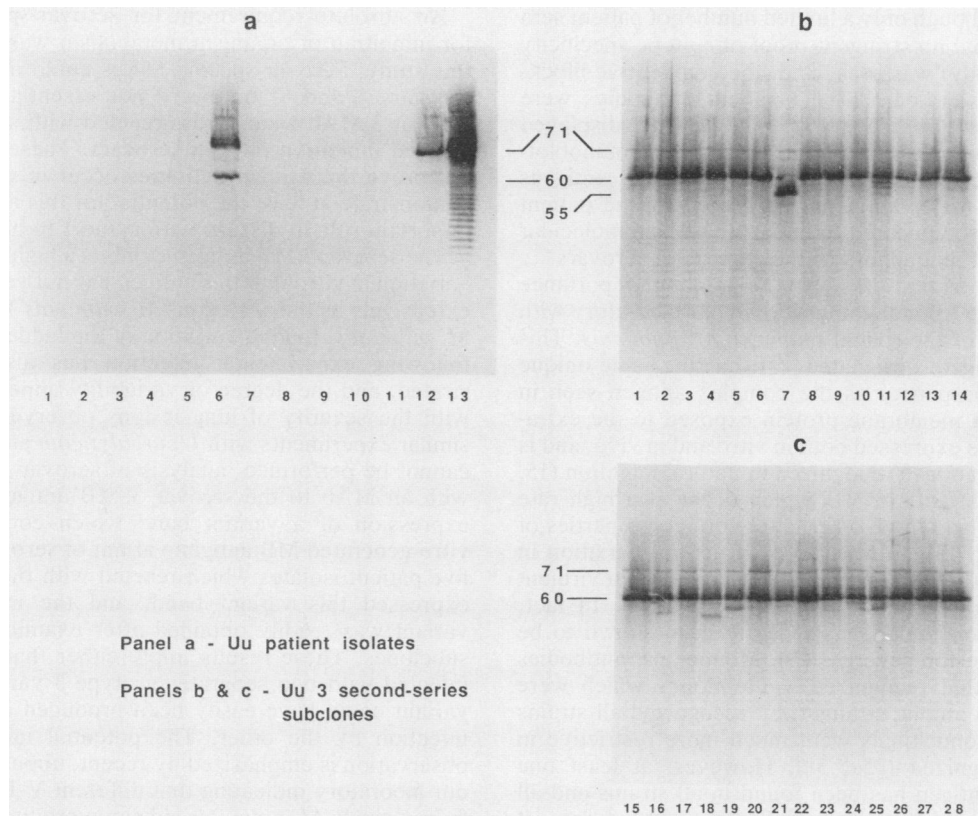 a
b
71
60
55
1 2 3 4 5 6 7 8 9 10 11 12 13
1 2 3 4 5 6 7 8 9 10 11 12 13 14
c
71
60
Panel a - Uu patient isolates
Panels b & c - Uu 3 second-series
subclones
15 16 17 18 19 20 21 22 23 24 25 26 27 28